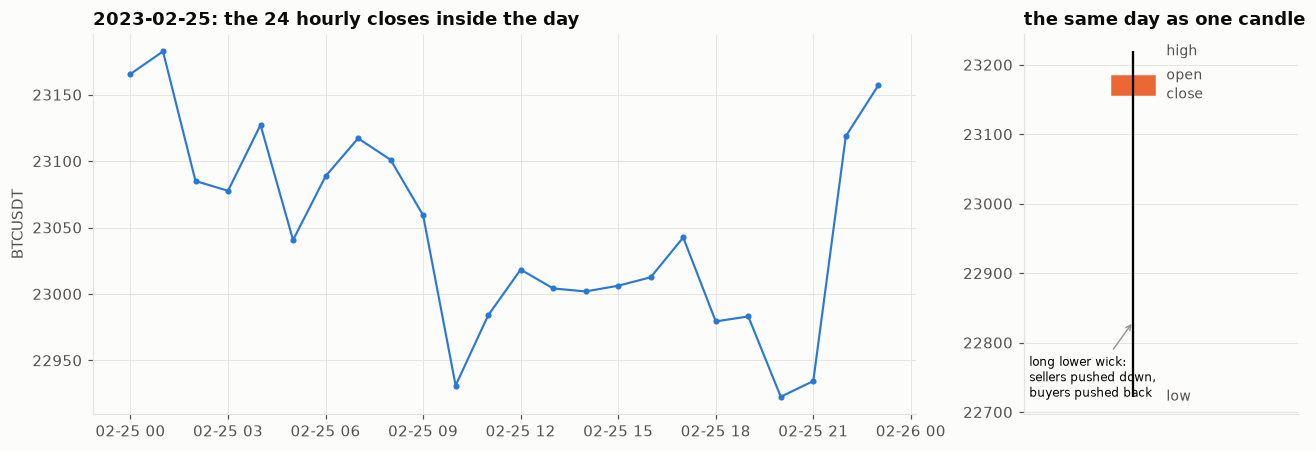 2023-02-25: the 24 hourly closes inside the day
BTCUSDT
23150
23100
23050
23000
22950
02-25 00
02-25 03
02-25 06
02-25 09
02-25 12
02-25 15
02-25 18
02-25 21
02-26 00
the same day as one candle
23200
23100
23000
22900
22800
22700
high
open
close
long lower wick:
sellers pushed down,
buyers pushed back
low